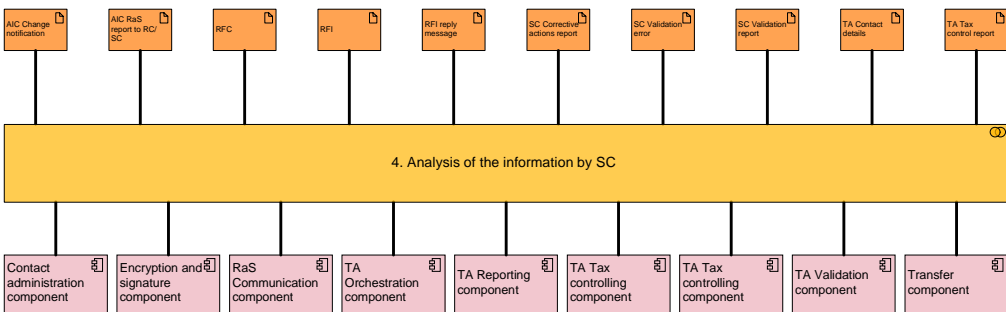 AIC Change
notification
AIC RaS
report to RC/
SC
RFC
RFI
RFI reply
message
SC Corrective
actions report
SC Validation
error
SC Validation
report
TA Contact
details
TA Tax
control report
4. Analysis of the information by SC
Contact
administration
component
Encryption and
signature
component
RaS
Communication
component
TA
Orchestration
component
TA Reporting
component
TA Tax
controlling
component
TA Tax
controlling
component
TA Validation
component
Transfer
component